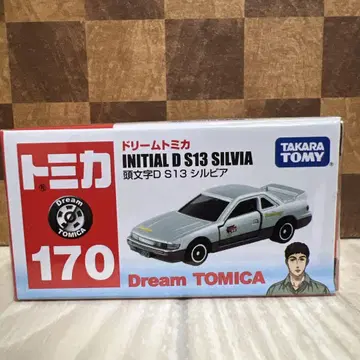 トミカ
®
Dream
TOMICA
170
ドリームトミカ
INITIAL D S13 SILVIA
頭文字D S13 シルビア
TAKARA
TOMY
Dream TOMICA